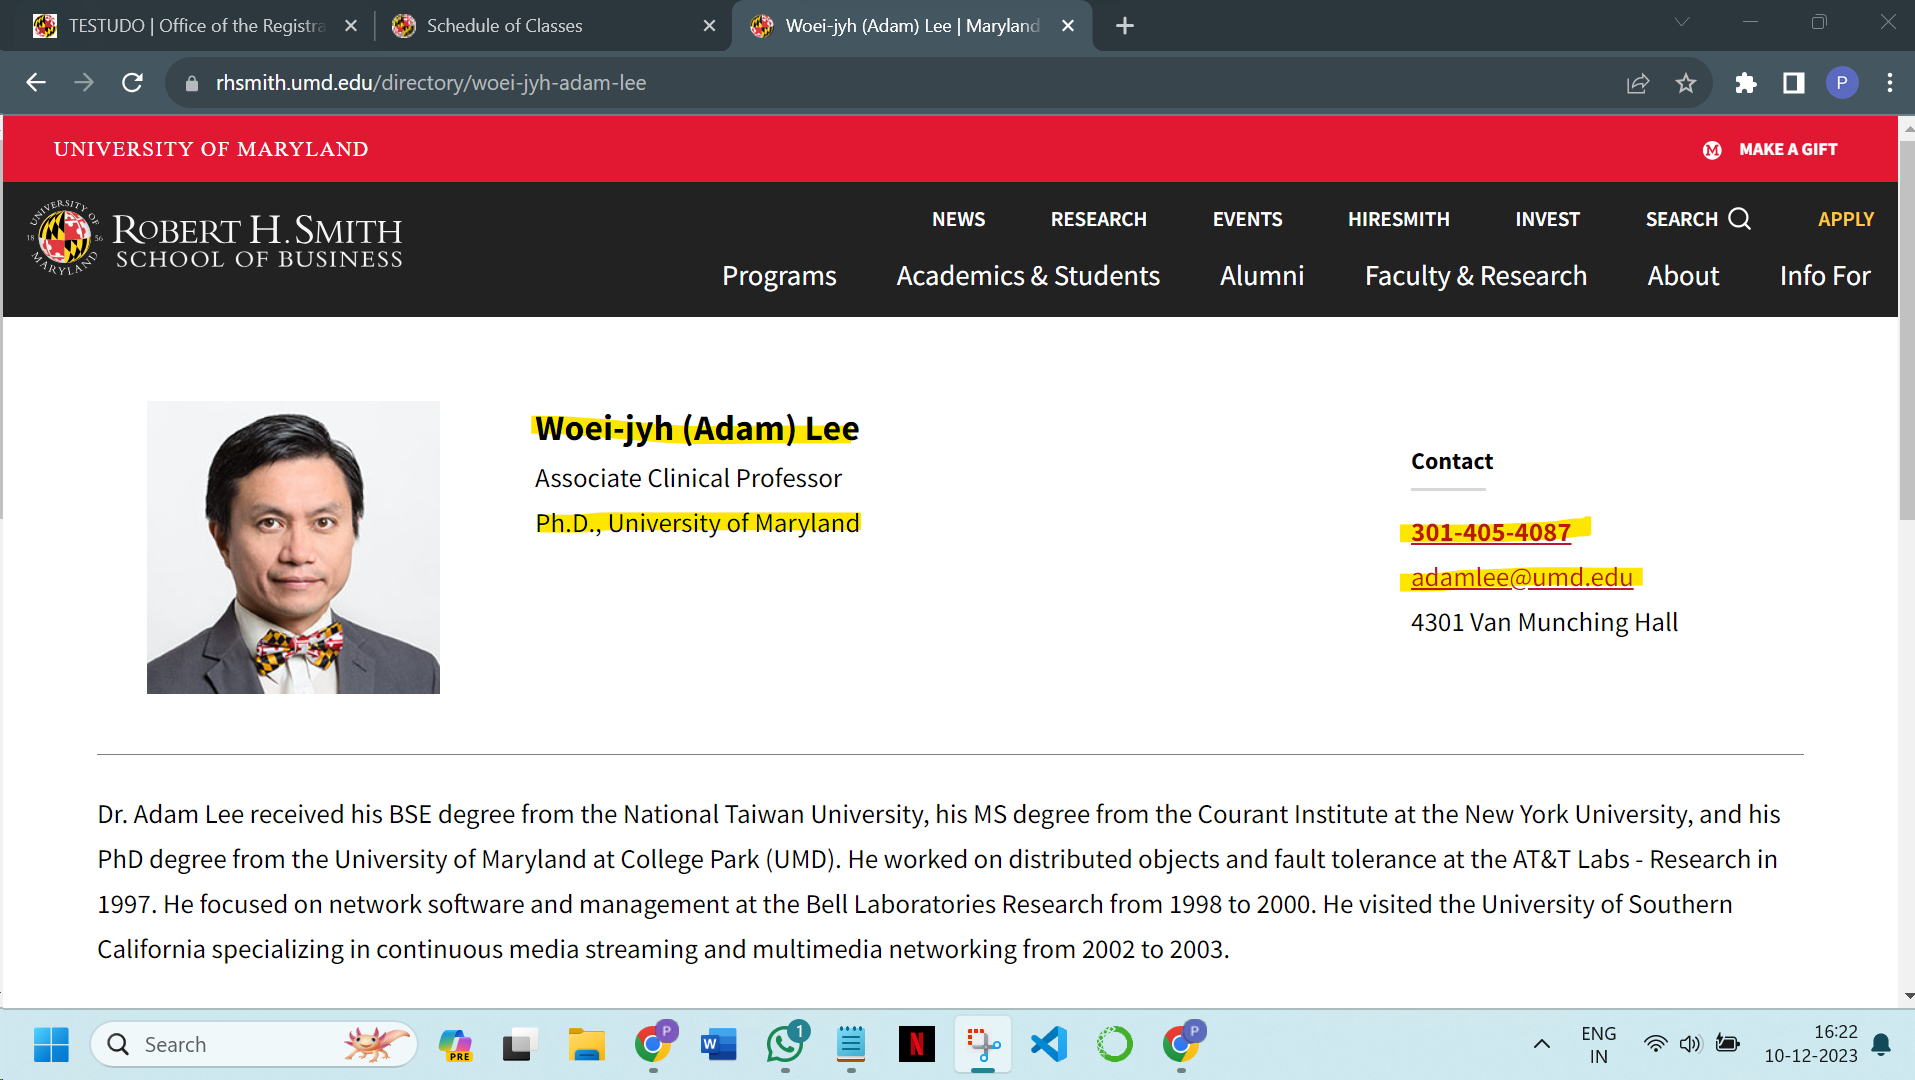 TESTUDO | Office of the Registra
Schedule of Classes
Woei-jyh (Adam) Lee | Maryland
rhsmith.umd.edu/directory/woei-jyh-adam-lee
P
UNIVERSITY OF MARYLAND
M MAKE A GIFT
UNIVERSITY OF MARYLAND 18 56
ROBERT H. SMITH
SCHOOL OF BUSINESS
NEWS RESEARCH EVENTS HIRESMITH INVEST SEARCH APPLY
Programs Academics & Students Alumni Faculty & Research About Info For
Woei-jyh (Adam) Lee
Associate Clinical Professor
Ph.D., University of Maryland
Contact
301-405-4087
adamlee@umd.edu
4301 Van Munching Hall
Dr. Adam Lee received his BSE degree from the National Taiwan University, his MS degree from the Courant Institute at the New York University, and his
PhD degree from the University of Maryland at College Park (UMD). He worked on distributed objects and fault tolerance at the AT&T Labs - Research in
1997. He focused on network software and management at the Bell Laboratories Research from 1998 to 2000. He visited the University of Southern
California specializing in continuous media streaming and multimedia networking from 2002 to 2003.
Search
PRE
P
W
1
N
P
ENG
IN
16:22
10-12-2023